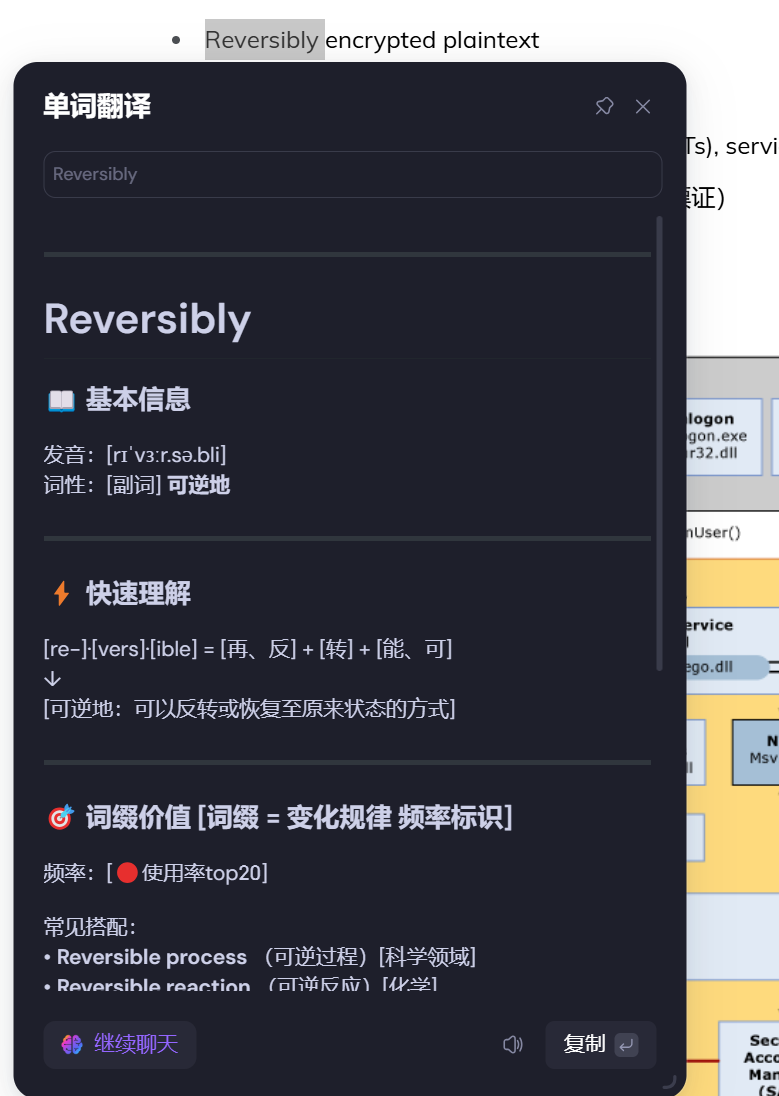 Reversibly encrypted plaintext
单词翻译
Ts), servi
票证）
Reversibly
Reversibly
📖 基本信息
发音：[rɪˈvɜːr.sə.bli]
词性：[副词] 可逆地
logon
gon.exe
r32.dll
nUser()
⚡ 快速理解
[re-]·[vers]·[ible] = [再、反] + [转] + [能、可]
↓
[可逆地：可以反转或恢复至原来状态的方式]
ervice
ego.dll
N
Msv
ll
🎯 词缀价值 [词缀 = 变化规律 频率标识]
频率：[🔴使用率top20]
常见搭配：
• Reversible process （可逆过程）[科学领域]
• Reversible reaction （可逆反应）[化学]
继续聊天
复制
Sec
Acco
Man
(S